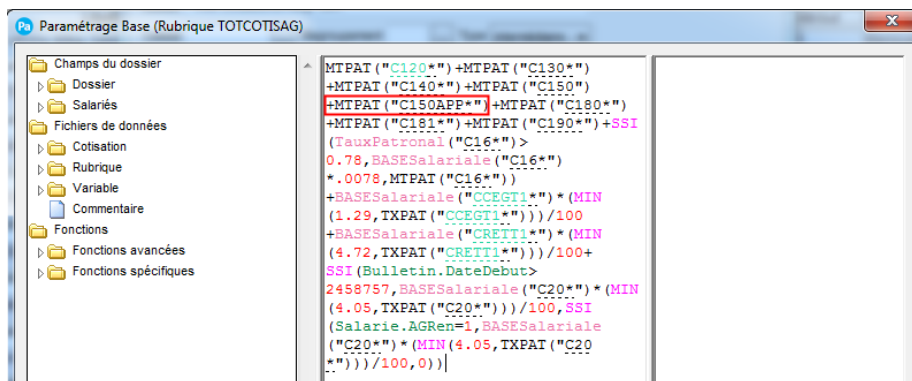 Pa Paramétrage Base (Rubrique TOTCOTISAG)
Champs du dossier
Dossier
Salariés
Fichiers de données
Cotisation
Rubrique
Variable
Commentaire
Fonctions
Fonctions avancées
Fonctions spécifiques
MTPAT("C120*")+MTPAT("C130*")
+MTPAT("C140*")+MTPAT("C150")
+MTPAT("C150APP*")+MTPAT("C180*")
+MTPAT("C181*")+MTPAT("C190*")+SSI
(TauxPatronal("C16*")>
0.78,BASESalariale("C16*")
*.0078,MTPAT("C16*"))
+BASESalariale("CCEGT1*")*(MIN
(1.29,TXPAT("CCEGT1*")))/100
+BASESalariale("CRETT1*")*(MIN
(4.72,TXPAT("CRETT1*")))/100+
SSI(Bulletin.DateDebut>
2458757,BASESalariale("C20*")*(MIN
(4.05,TXPAT("C20*")))/100,SSI
(Salarie.AGRen=1,BASESalariale
("C20*")*(MIN(4.05,TXPAT("C20
*")))/100,0))